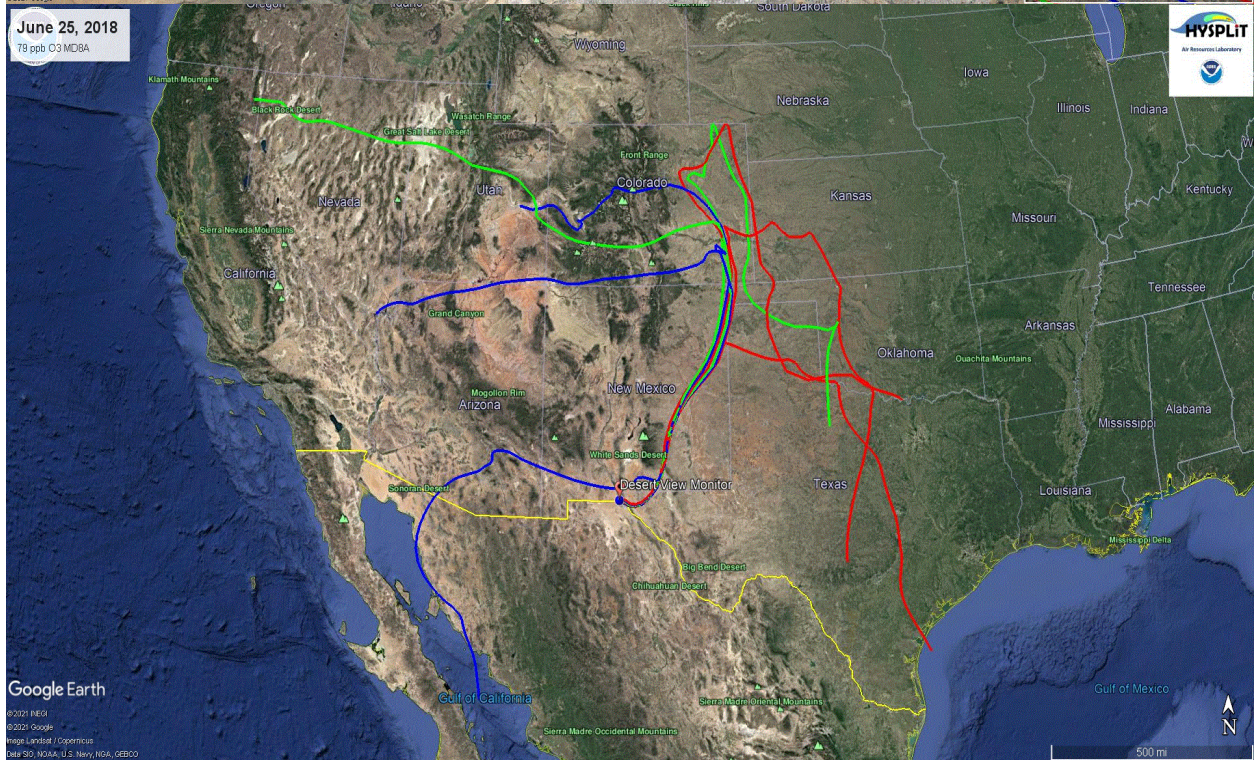 South Dakota
June 25, 2018
79 ppb O3 MD8A
HYSPLIT
Air Resources Laboratory
NOAA
Wyoming
Iowa
Klamath Mountains
Nebraska
Illinois
Indiana
Black Rock Desert
Wasatch Range
Great Salt Lake Desert
Front Range
Colorado
Utah
Kansas
Kentucky
Nevada
Missouri
Sierra Nevada Mountains
California
Tennessee
Grand Canyon
Arkansas
Oklahoma
Ouachita Mountains
New Mexico
Mogollon Rim
Arizona
Alabama
Mississippi
White Sands Desert
Desert View Monitor
Texas
Sonoran Desert
Louisiana
Mississippi Delta
Big Bend Desert
Chihuahuan Desert
Google Earth
Gulf of California
Gulf of Mexico
Sierra Madre Oriental Mountains
©2021 INEGI
©2021 Google
Sierra Madre Occidental Mountains
N
Image Landsat / Copernicus
Data SIO, NOAA, U.S. Navy, NGA, GEBCO
500 mi